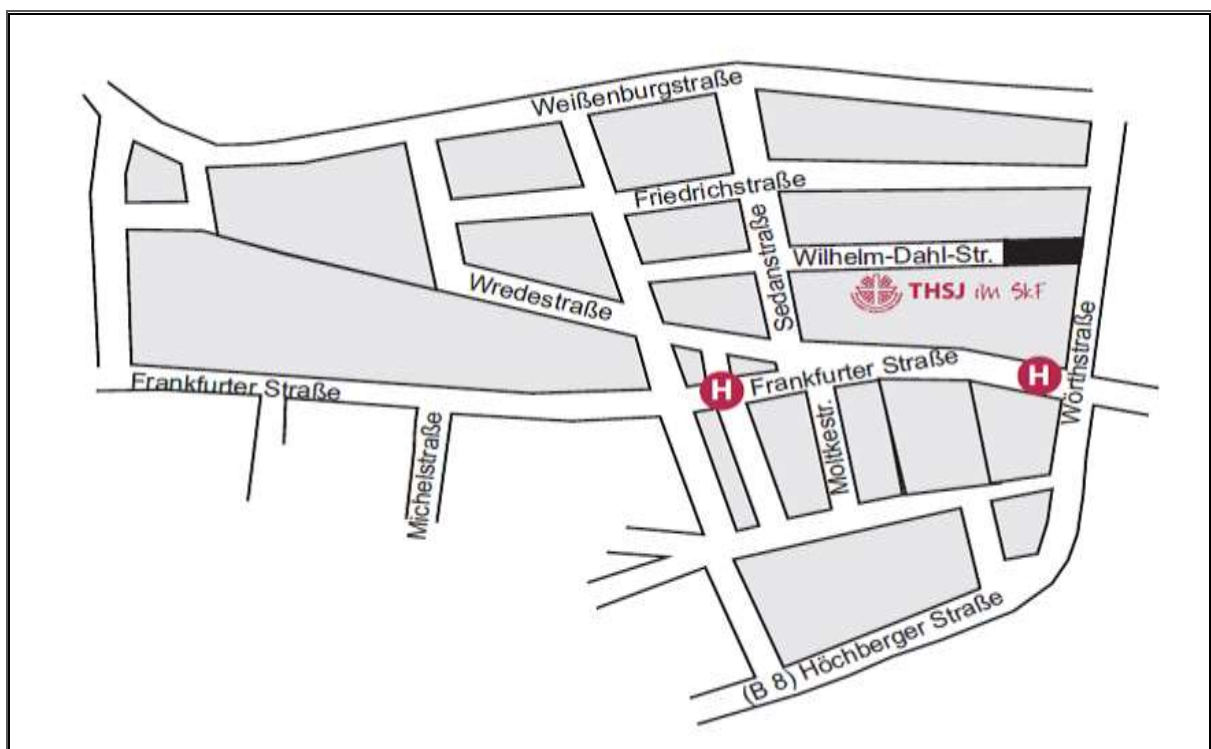 Weißenburgstraße
Friedrichstraße
Sedanstraße
Wilhelm-Dahl-Str.
THSJ im SkF
Wredestraße
Wörthstraße
Frankfurter Straße
H
H
Frankfurter Straße
Moltkestr.
Michelstraße
(B 8) Höchberger Straße